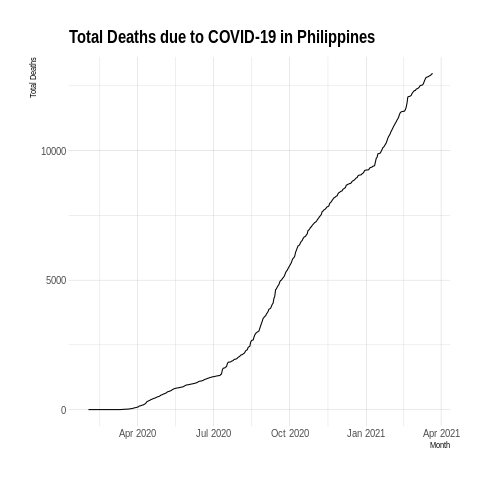 Total Deaths due to COVID-19 in Philippines
Total Deaths
10000
5000
0
Apr 2020 Jul 2020 Oct 2020 Jan 2021 Apr 2021
Month